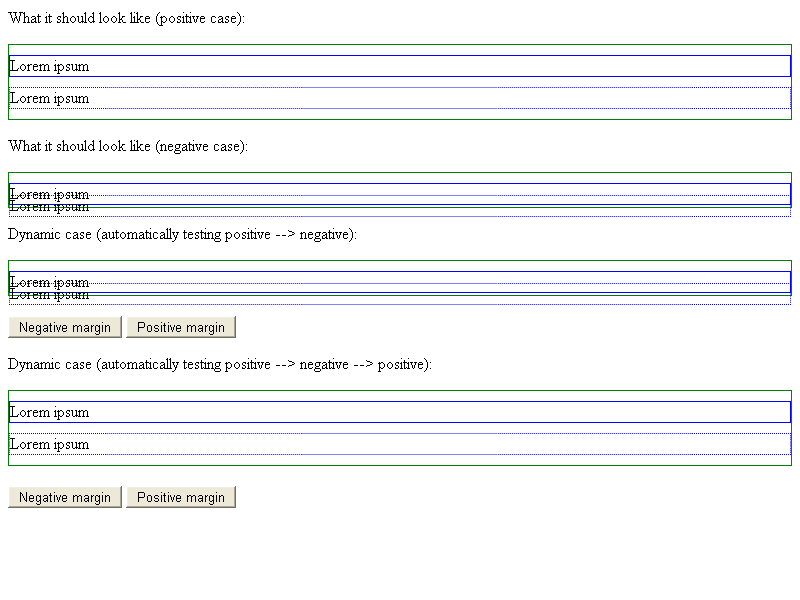 What it should look like (positive case):
Lorem ipsum
Lorem ipsum
What it should look like (negative case):
Lorem ipsum
Lorem ipsum
Dynamic case (automatically testing positive --> negative):
Lorem ipsum
Lorem ipsum
Negative margin Positive margin
Dynamic case (automatically testing positive --> negative --> positive):
Lorem ipsum
Lorem ipsum
Negative margin Positive margin